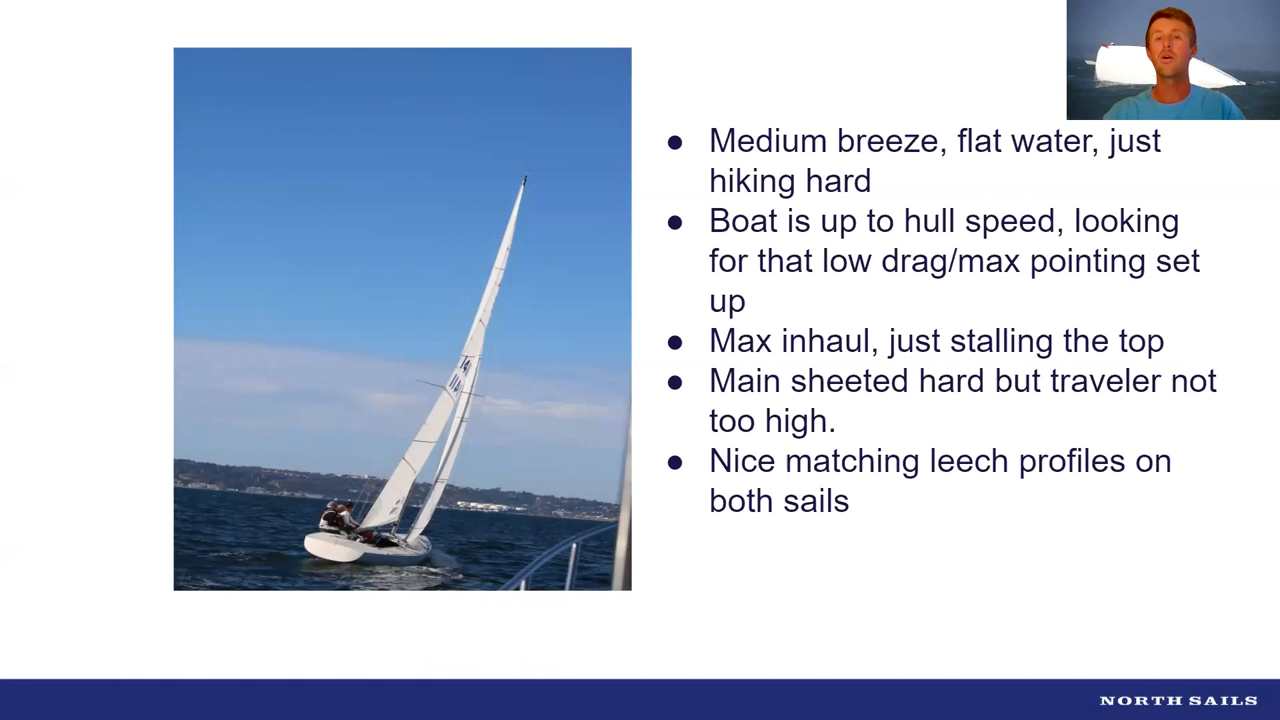 ● Medium breeze, flat water, just
hiking hard
● Boat is up to hull speed, looking
for that low drag/max pointing set
up
● Max inhaul, just stalling the top
● Main sheeted hard but traveler not
too high.
● Nice matching leech profiles on
both sails
NORTH SAILS